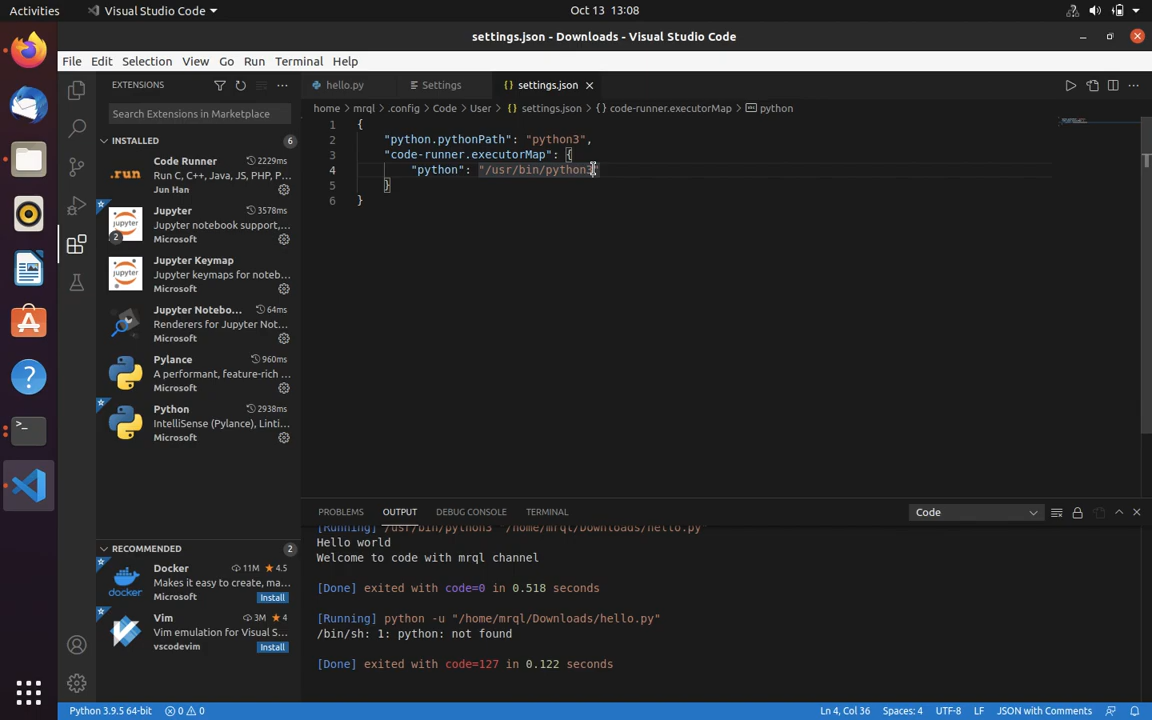 Activities
Visual Studio Code
Oct 13 13:08
settings.json - Downloads - Visual Studio Code
File Edit Selection View Go Run Terminal Help
EXTENSIONS
hello.py
Settings
{} settings.json
Search Extensions in Marketplace
home > mrql > .config > Code > User > {} settings.json > {} code-runner.executorMap > python
INSTALLED 6
Code Runner 2229ms
Run C, C++, Java, JS, PHP, P...
Jun Han
Jupyter 3578ms
Jupyter notebook support,...
Microsoft
2
Jupyter Keymap
Jupyter keymaps for noteb...
Microsoft
Jupyter Notebo... 64ms
Renderers for Jupyter Not...
Microsoft
Pylance 960ms
A performant, feature-rich ...
Microsoft
Python 2938ms
IntelliSense (Pylance), Linti...
Microsoft
RECOMMENDED 2
Docker 11M ★ 4.5
Makes it easy to create, ma...
Microsoft Install
Vim 3M ★ 4
Vim emulation for Visual S...
vscodevim Install
1 {
2 "python.pythonPath": "python3",
3 "code-runner.executorMap": {
4 "python": "/usr/bin/python3"
5 }
6 }
PROBLEMS OUTPUT DEBUG CONSOLE TERMINAL
Code
[Running] /usr/bin/python3 "/home/mrql/Downloads/hello.py"
Hello world
Welcome to code with mrql channel
[Done] exited with code=0 in 0.518 seconds
[Running] python -u "/home/mrql/Downloads/hello.py"
/bin/sh: 1: python: not found
[Done] exited with code=127 in 0.122 seconds
Python 3.9.5 64-bit 0 0
Ln 4, Col 36 Spaces: 4 UTF-8 LF JSON with Comments